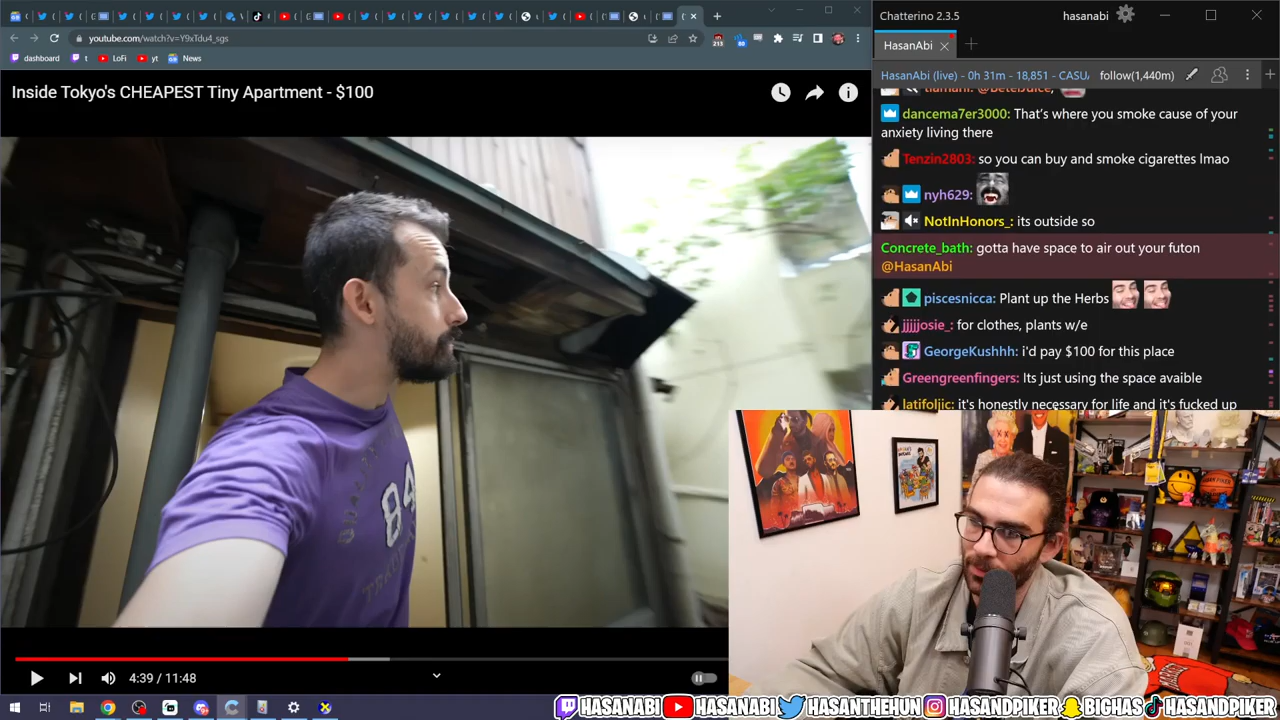 youtube.com/watch?v=Y9xTdu4_sgs
213
80
dashboard
t
LoFi
yt
News
Inside Tokyo's CHEAPEST Tiny Apartment - $100
84
4:39 / 11:48
Chatterino 2.3.5
hasanabi
HasanAbi
HasanAbi (live) - 0h 31m - 18,851 - CASUA
follow(1,440m)
dancema7er3000: That's where you smoke cause of your
anxiety living there
Tenzin2803: so you can buy and smoke cigarettes lmao
nyh629:
NotInHonors_: its outside so
Concrete_bath: gotta have space to air out your futon
@HasanAbi
piscesnicca: Plant up the Herbs
jjjjjosie_: for clothes, plants w/e
GeorgeKushhh: i'd pay $100 for this place
Greengreenfingers: Its just using the space avaible
latifoljic: it's honestly necessary for life and it's fucked up
HASANABI
HASANABI
HASANTHEHUN
HASANDPIKER
BIGHAS
HASANDPIKER